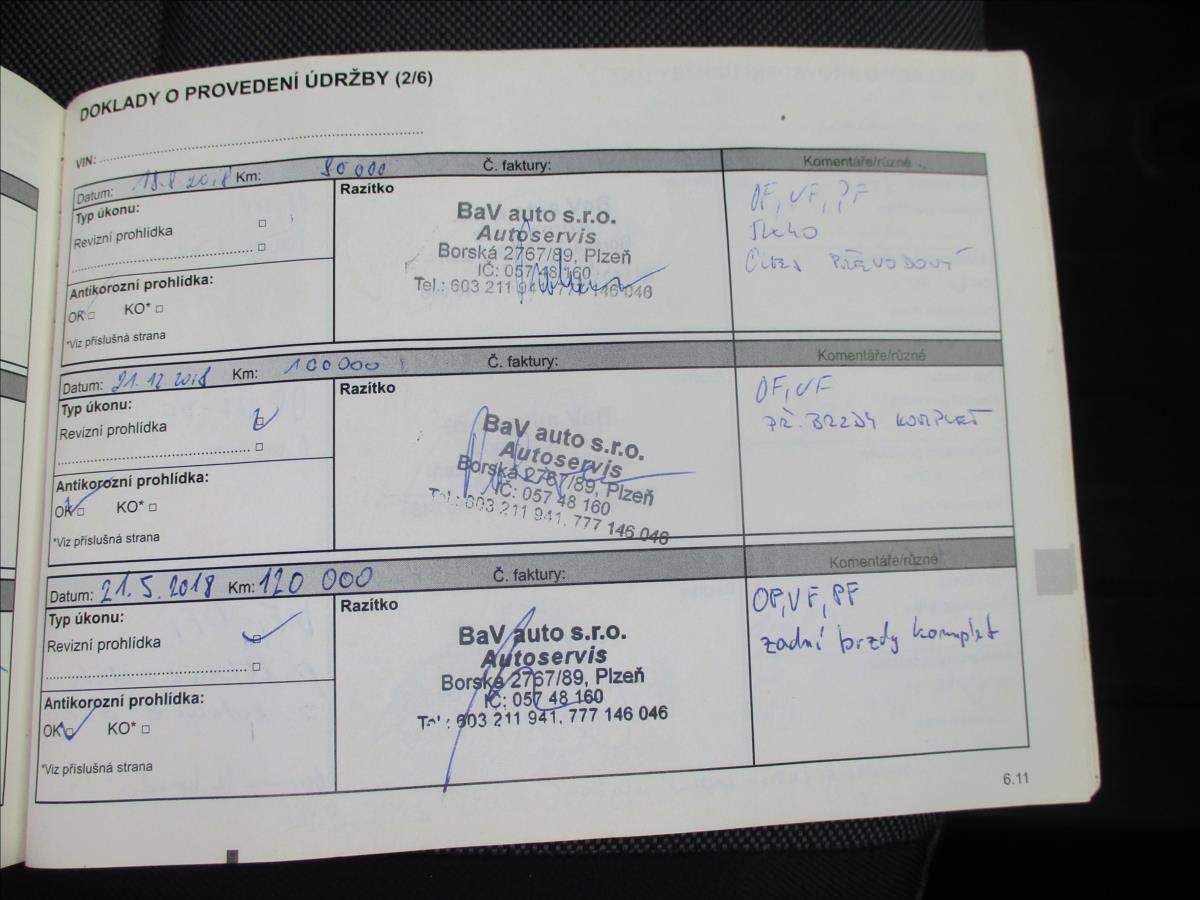 DOKLADY O PROVEDENÍ ÚDRŽBY (2/6)
VIN:
Datum: 2018 Km: 90 000 Č. faktury: Komentáře/různé
Typ úkonu:
Revizní prohlídka
Antikorozní prohlídka:
OK KO*
*Viz příslušná strana
Razítko
BaV auto s.r.o.
Autoservis
Borská 2767/89, Plzeň
IČ: 057 48 160
Tel.: 603 211 941, 777 146 046
OF, VF, PF
OLEJ PŘEVODOVÝ
Datum: 21.12 2018 Km: 100000 Č. faktury: Komentáře/různé
Typ úkonu:
Revizní prohlídka
Antikorozní prohlídka:
OK KO*
*Viz příslušná strana
Razítko
BaV auto s.r.o.
Autoservis
Borská 2767/89, Plzeň
IČ: 057 48 160
Tel.: 603 211 941, 777 146 046
OF, VF
PŘ. BRZDY KOMPLET
Datum: 21.5.2018 Km: 120 000 Č. faktury: Komentáře/různé
Typ úkonu:
Revizní prohlídka
Antikorozní prohlídka:
OK KO*
*Viz příslušná strana
Razítko
BaV auto s.r.o.
Autoservis
Borská 2767/89, Plzeň
IČ: 057 48 160
Tel.: 603 211 941, 777 146 046
OF, VF, PF
zadní brzdy komplet
6.11